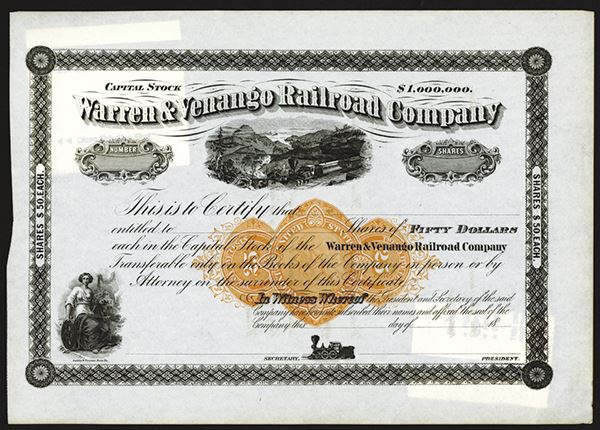 CAPITAL STOCK $1,000,000.
Warren & Venango Railroad Company
NUMBER SHARES
This is to Certify that
entitled to Shares of FIFTY DOLLARS
each in the Capital Stock of the Warren & Venango Railroad Company
Transferable only on the Books of the Company in person or by
Attorney on the surrender of this Certificate
In Witness Whereof the President and Secretary of the said
Company have hereunto subscribed their names and affixed the seal of the
Company this day of 18
SECRETARY. PRESIDENT.
SHARES $50 EACH.
SHARES $50 EACH.
UNITED STATES